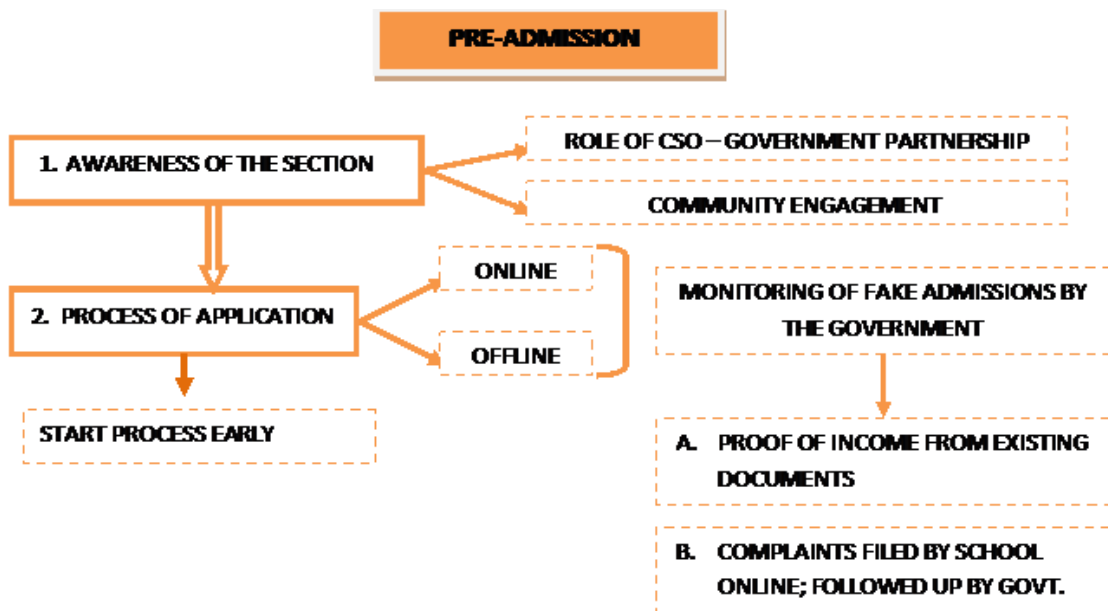 PRE-ADMISSION
1. AWARENESS OF THE SECTION
ROLE OF CSO – GOVERNMENT PARTNERSHIP
COMMUNITY ENGAGEMENT
2. PROCESS OF APPLICATION
ONLINE
OFFLINE
START PROCESS EARLY
MONITORING OF FAKE ADMISSIONS BY
THE GOVERNMENT
A. PROOF OF INCOME FROM EXISTING
DOCUMENTS
B. COMPLAINTS FILED BY SCHOOL
ONLINE; FOLLOWED UP BY GOVT.